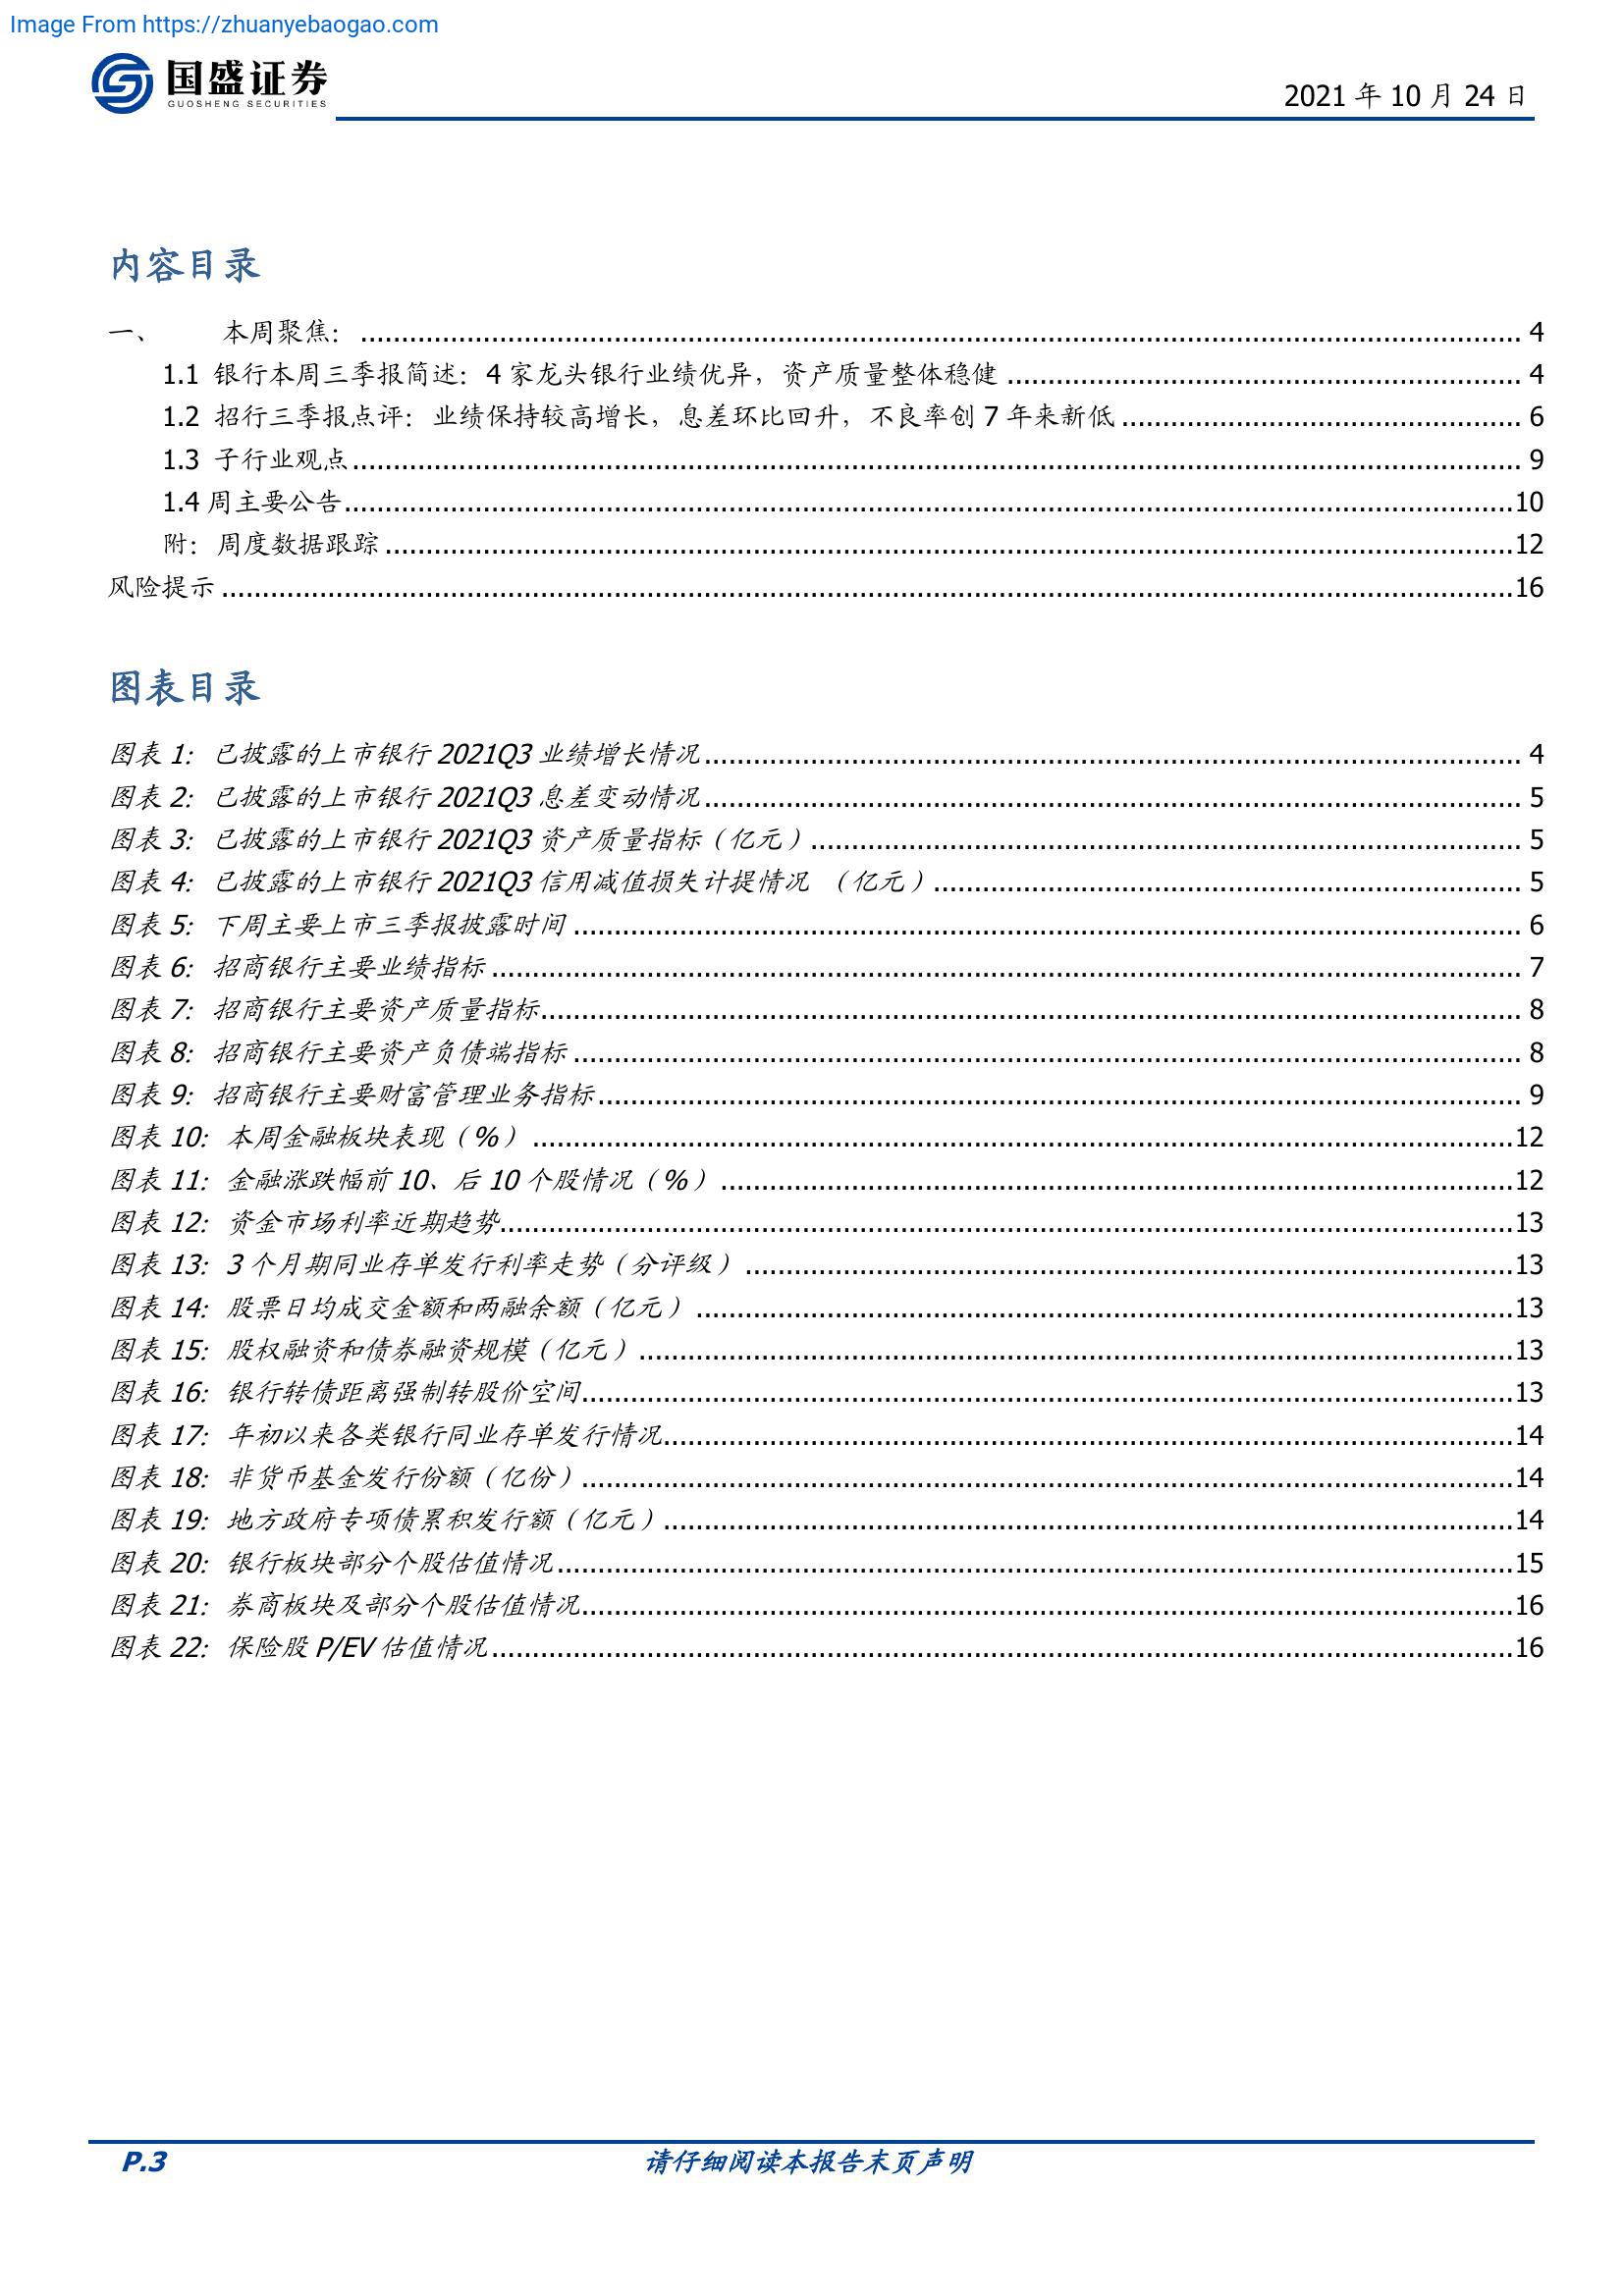 Image From https://zhuanyebaogao.com
国盛证券
GUOSHENG SECURITIES
2021 年 10 月 24 日
内容目录
一、 本周聚焦： 4
1.1 银行本周三季报简述：4 家龙头银行业绩优异，资产质量整体稳健 4
1.2 招行三季报点评：业绩保持较高增长，息差环比回升，不良率创 7 年来新低 6
1.3 子行业观点 9
1.4 周主要公告 10
附：周度数据跟踪 12
风险提示 16
图表目录
图表 1: 已披露的上市银行 2021Q3 业绩增长情况 4
图表 2: 已披露的上市银行 2021Q3 息差变动情况 5
图表 3: 已披露的上市银行 2021Q3 资产质量指标（亿元） 5
图表 4: 已披露的上市银行 2021Q3 信用减值损失计提情况 （亿元） 5
图表 5: 下周主要上市三季报披露时间 6
图表 6: 招商银行主要业绩指标 7
图表 7: 招商银行主要资产质量指标 8
图表 8: 招商银行主要资产负债端指标 8
图表 9: 招商银行主要财富管理业务指标 9
图表 10: 本周金融板块表现（%） 12
图表 11: 金融涨跌幅前 10、后 10 个股情况（%） 12
图表 12: 资金市场利率近期趋势 13
图表 13: 3 个月期同业存单发行利率走势（分评级） 13
图表 14: 股票日均成交金额和两融余额（亿元） 13
图表 15: 股权融资和债券融资规模（亿元） 13
图表 16: 银行转债距离强制转股价空间 13
图表 17: 年初以来各类银行同业存单发行情况 14
图表 18: 非货币基金发行份额（亿份） 14
图表 19: 地方政府专项债累积发行额（亿元） 14
图表 20: 银行板块部分个股估值情况 15
图表 21: 券商板块及部分个股估值情况 16
图表 22: 保险股 P/EV 估值情况 16
P.3
请仔细阅读本报告末页声明